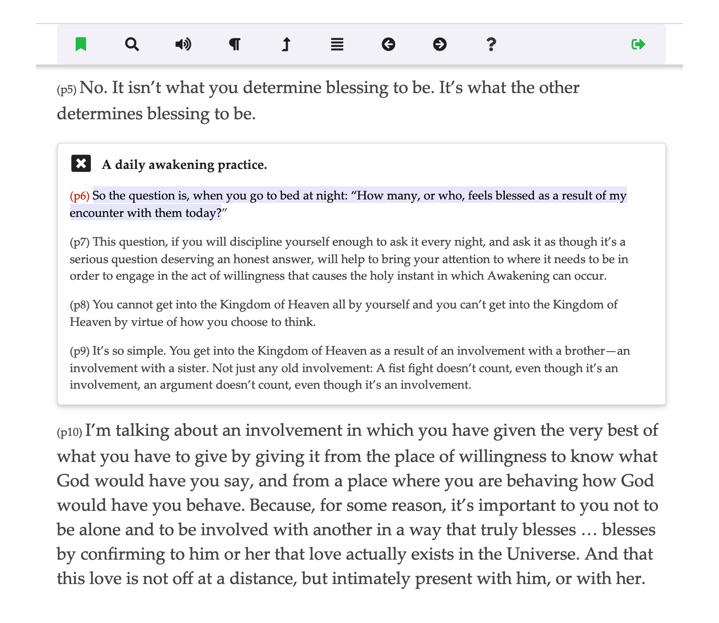 (p5) No. It isn’t what you determine blessing to be. It’s what the other
determines blessing to be.
A daily awakening practice.
(p6) So the question is, when you go to bed at night: “How many, or who, feels blessed as a result of my
encounter with them today?”
(p7) This question, if you will discipline yourself enough to ask it every night, and ask it as though it’s a
serious question deserving an honest answer, will help to bring your attention to where it needs to be in
order to engage in the act of willingness that causes the holy instant in which Awakening can occur.
(p8) You cannot get into the Kingdom of Heaven all by yourself and you can’t get into the Kingdom of
Heaven by virtue of how you choose to think.
(p9) It’s so simple. You get into the Kingdom of Heaven as a result of an involvement with a brother—an
involvement with a sister. Not just any old involvement: A fist fight doesn’t count, even though it’s an
involvement, an argument doesn’t count, even though it’s an involvement.
(p10) I’m talking about an involvement in which you have given the very best of
what you have to give by giving it from the place of willingness to know what
God would have you say, and from a place where you are behaving how God
would have you behave. Because, for some reason, it’s important to you not to
be alone and to be involved with another in a way that truly blesses … blesses
by confirming to him or her that love actually exists in the Universe. And that
this love is not off at a distance, but intimately present with him, or with her.